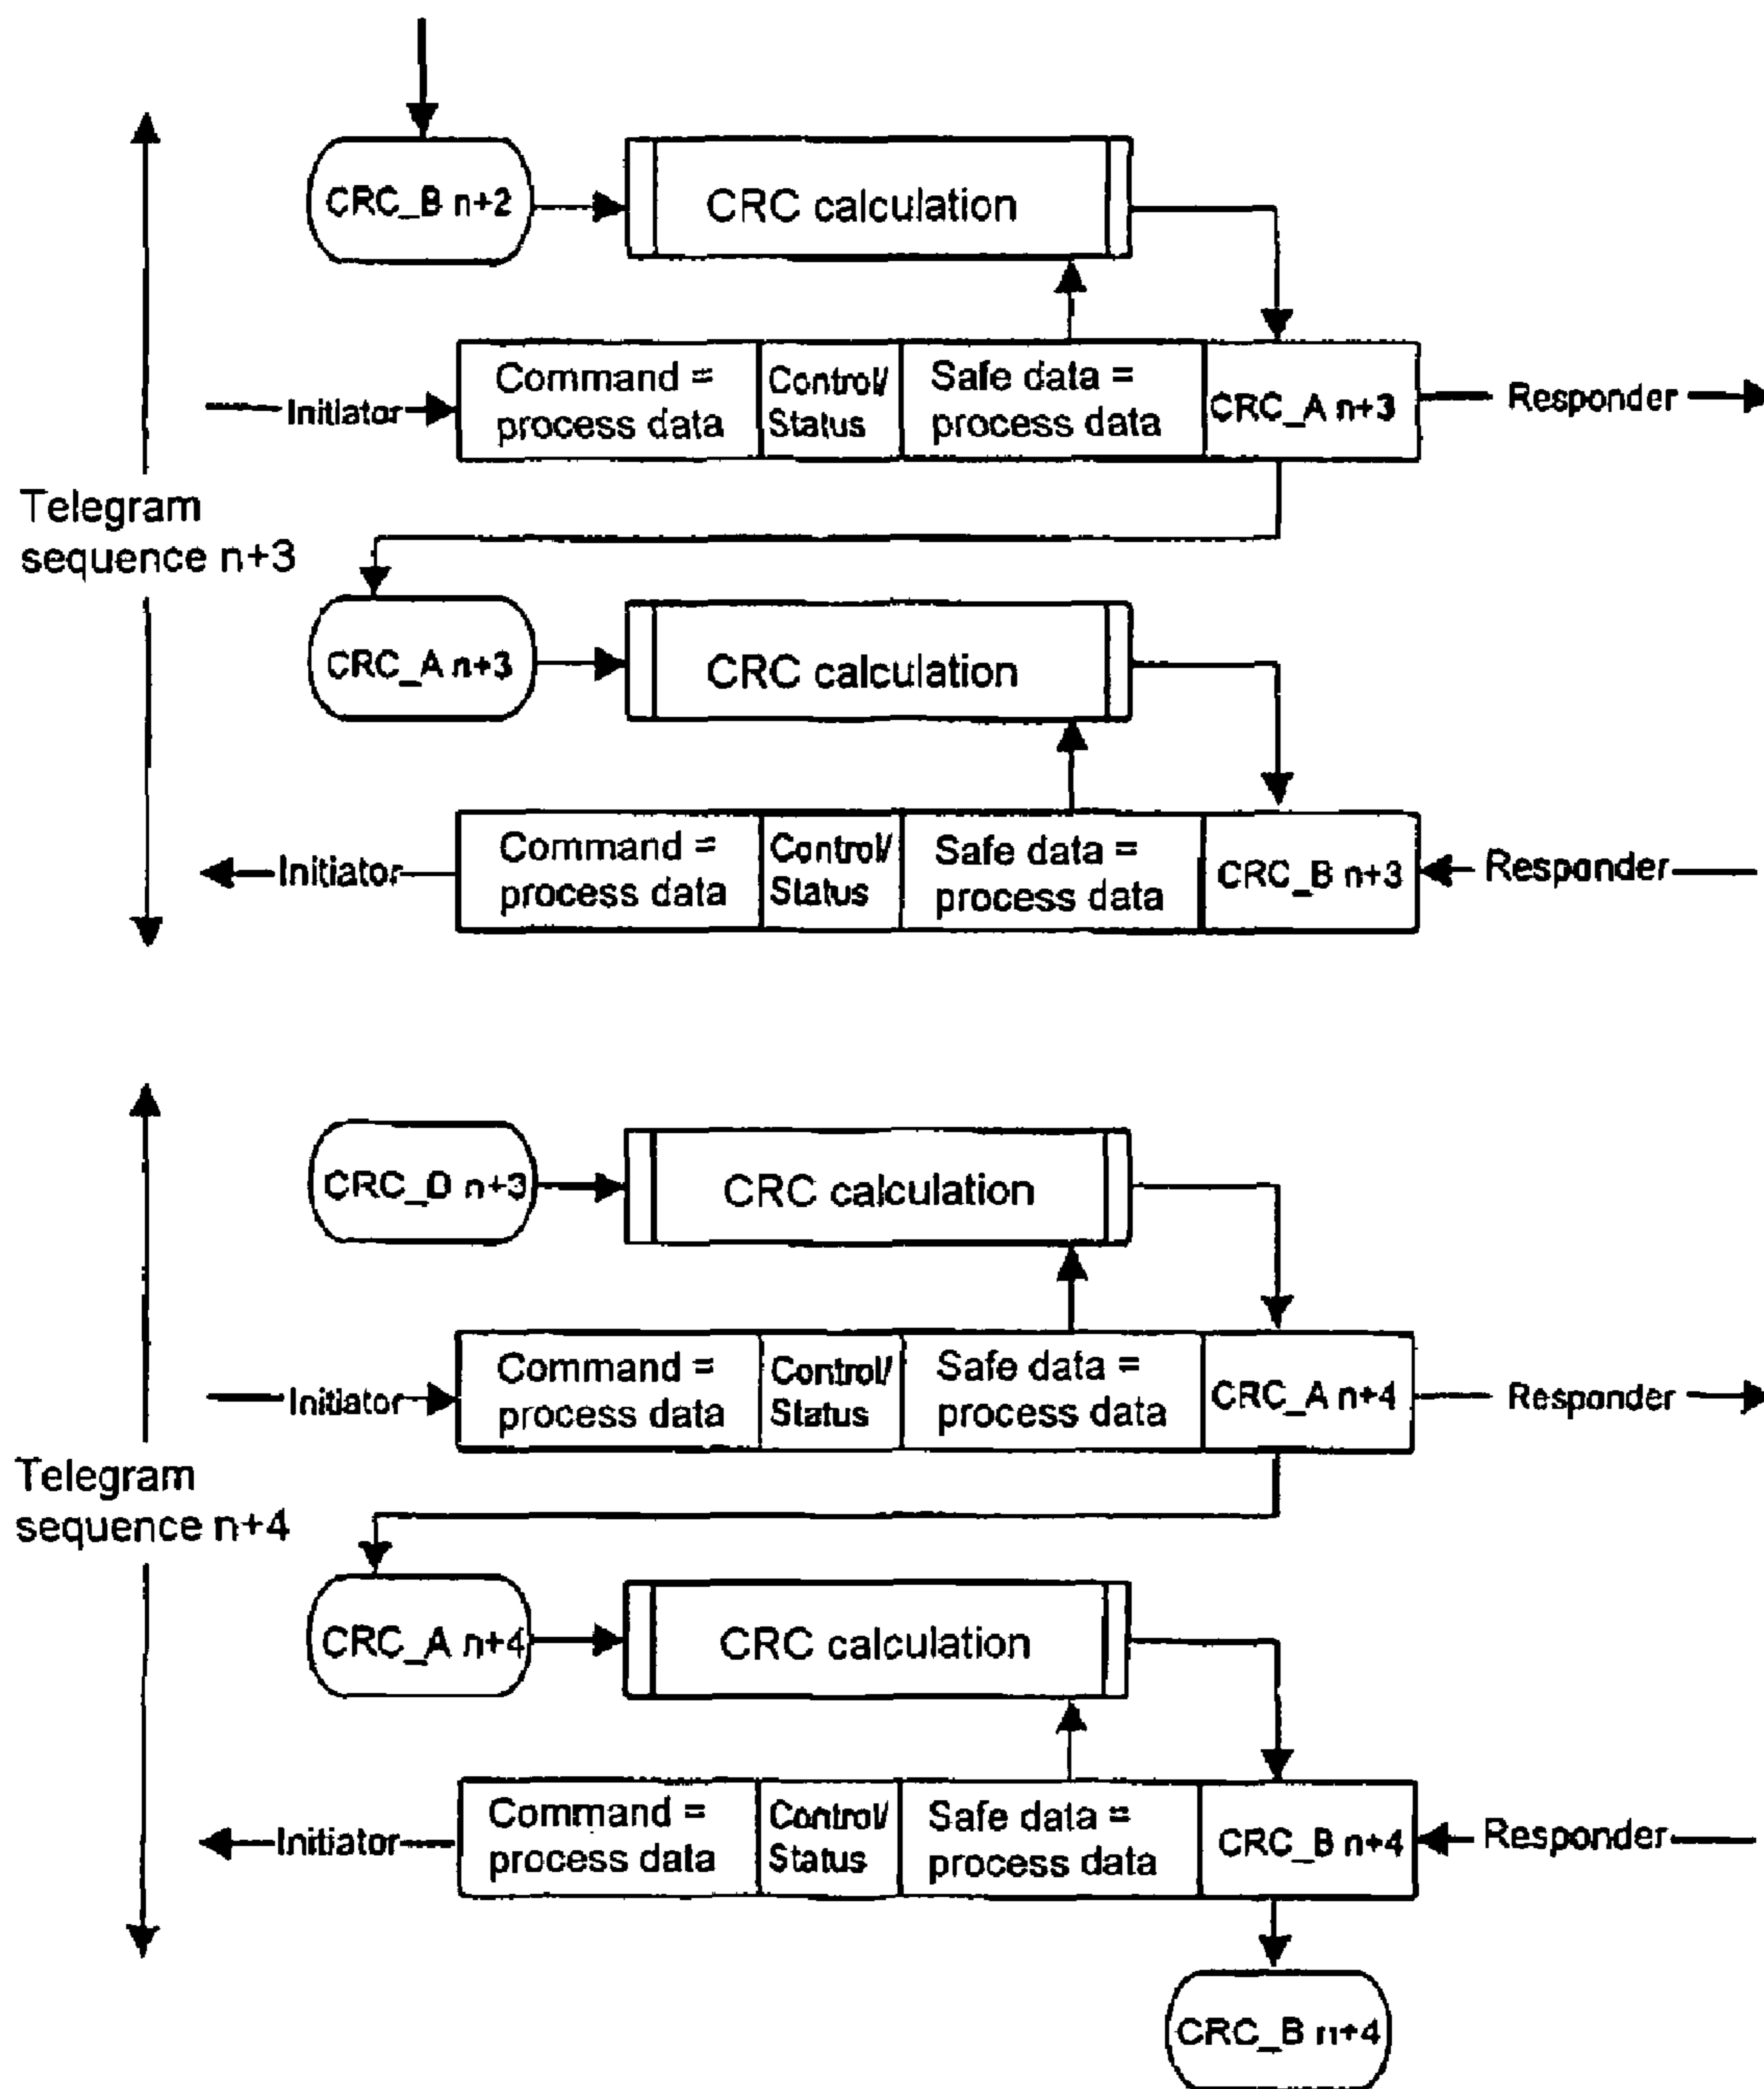 CRC_B n+2
CRC calculation
Initiator
Command =
process data
Control/
Status
Safe data =
process data
CRC_A n+3
Responder
Telegram
sequence n+3
CRC_A n+3
CRC calculation
Initiator
Command =
process data
Control/
Status
Safe data =
process data
CRC_B n+3
Responder
CRC_D n+3
CRC calculation
Initiator
Command =
process data
Control/
Status
Safe data =
process data
CRC_A n+4
Responder
Telegram
sequence n+4
CRC_A n+4
CRC calculation
Initiator
Command =
process data
Control/
Status
Safe data =
process data
CRC_B n+4
Responder
CRC_B n+4